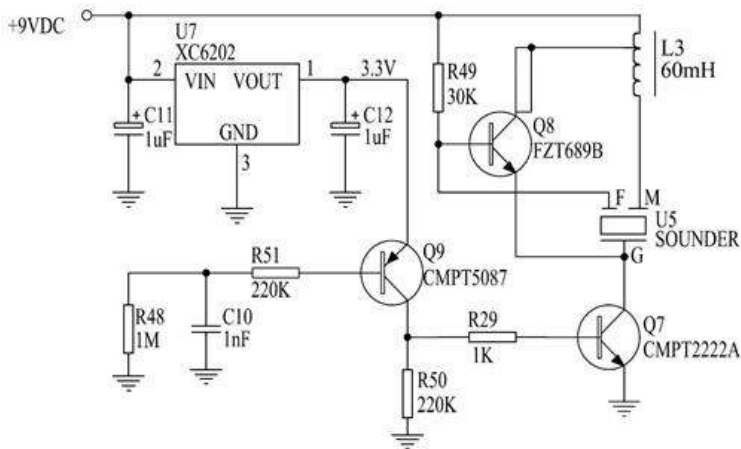 +9VDC
U7
XC6202
2
VIN
VOUT
1
3.3V
GND
3
+
C11
1uF
+
C12
1uF
R49
30K
Q8
FZT689B
L3
60mH
F
M
U5
SOUNDER
G
R51
220K
Q9
CMPT5087
R48
1M
C10
1nF
R29
1K
Q7
CMPT2222A
R50
220K